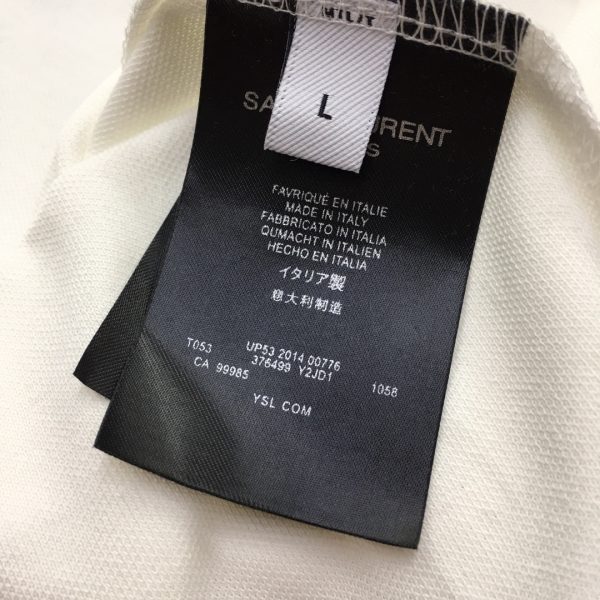 L
FAVRIQUÉ EN ITALIE
MADE IN ITALY
FABBRICATO IN ITALIA
QUMACHT IN ITALIEN
HECHO EN ITALIA
イタリア製
意大利制造
T053 UP53 2014 00776
CA 99985 376499 Y2JD1 1058
YSL COM